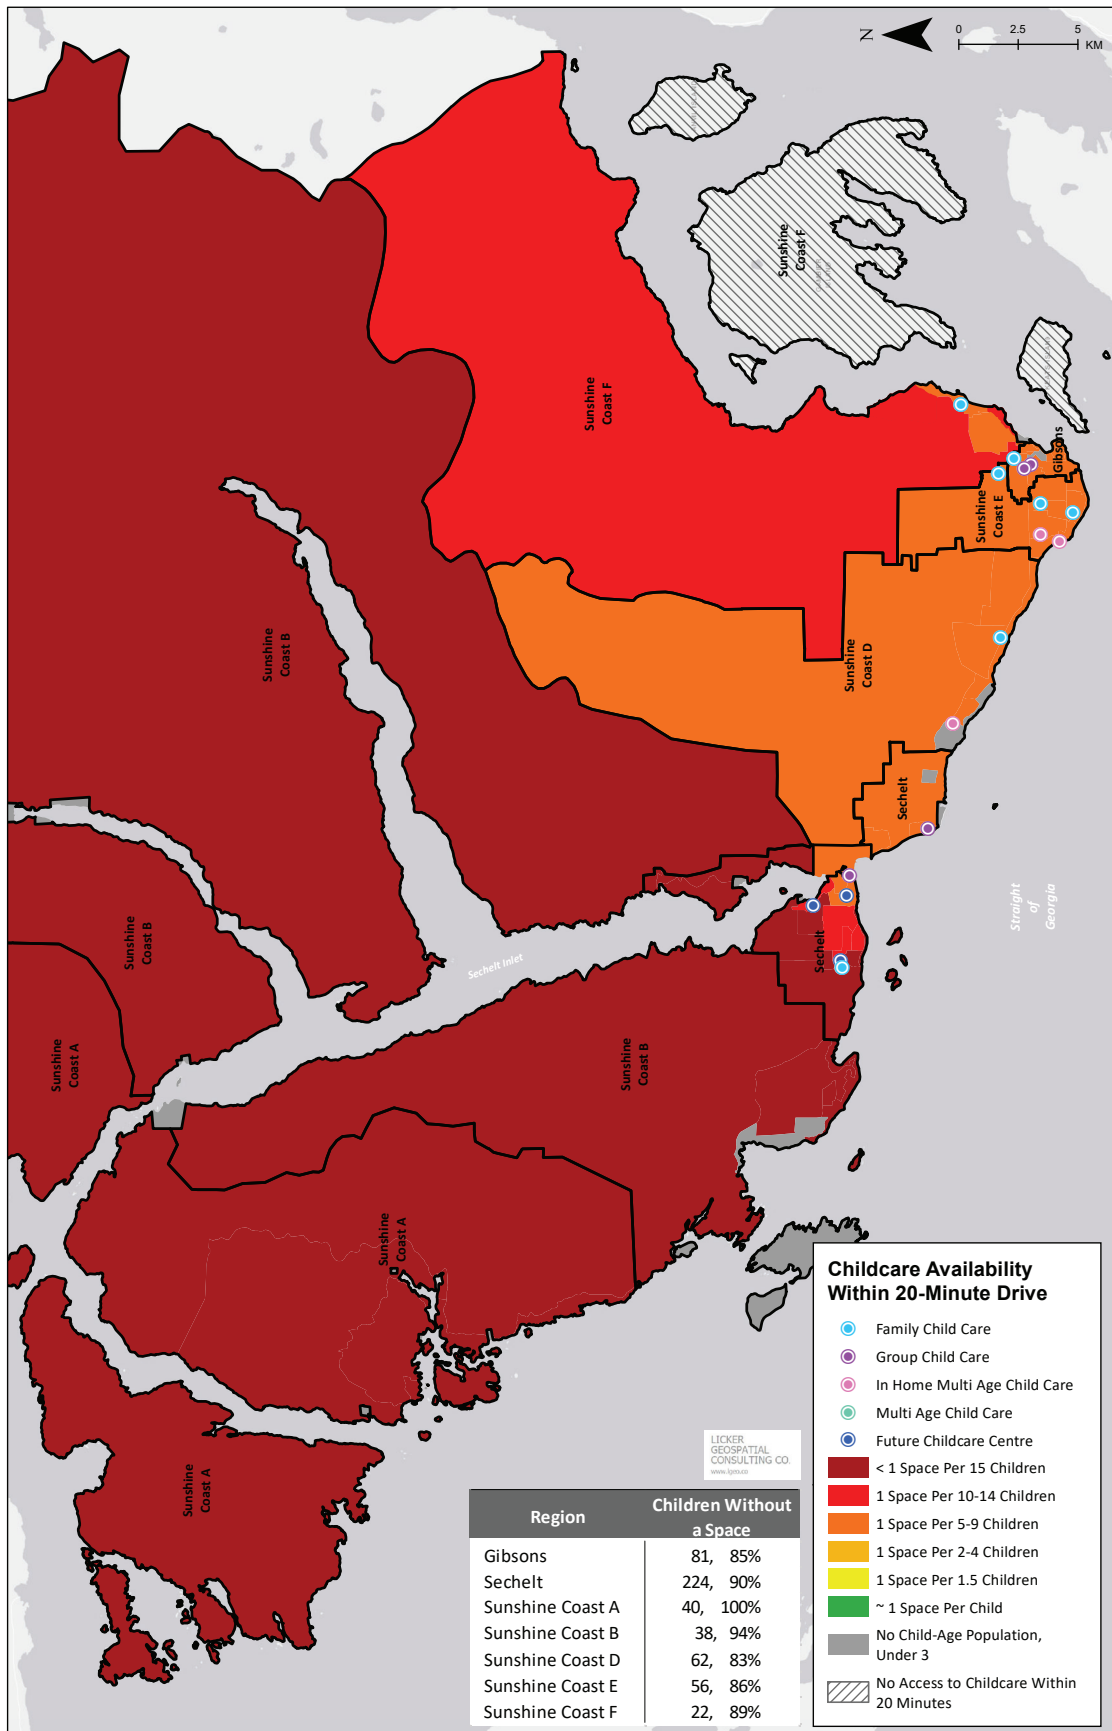 N
0 2.5 5
KM
Sunshine
Coast F
Sunshine
Coast F
Gibsons
Sunshine
Coast E
Sunshine
Coast B
Sunshine
Coast D
Sechelt
Straight
of
Georgia
Sunshine
Coast B
Sechelt
Sechelt Inlet
Sunshine
Coast A
Sunshine
Coast B
Sunshine
Coast A
Sunshine
Coast A
LICKER
GEOSPATIAL
CONSULTING CO.
www.lgeo.co
Region Children Without a Space
Gibsons 81, 85%
Sechelt 224, 90%
Sunshine Coast A 40, 100%
Sunshine Coast B 38, 94%
Sunshine Coast D 62, 83%
Sunshine Coast E 56, 86%
Sunshine Coast F 22, 89%
Childcare Availability
Within 20-Minute Drive
Family Child Care
Group Child Care
In Home Multi Age Child Care
Multi Age Child Care
Future Childcare Centre
< 1 Space Per 15 Children
1 Space Per 10-14 Children
1 Space Per 5-9 Children
1 Space Per 2-4 Children
1 Space Per 1.5 Children
~ 1 Space Per Child
No Child-Age Population,
Under 3
No Access to Childcare Within
20 Minutes